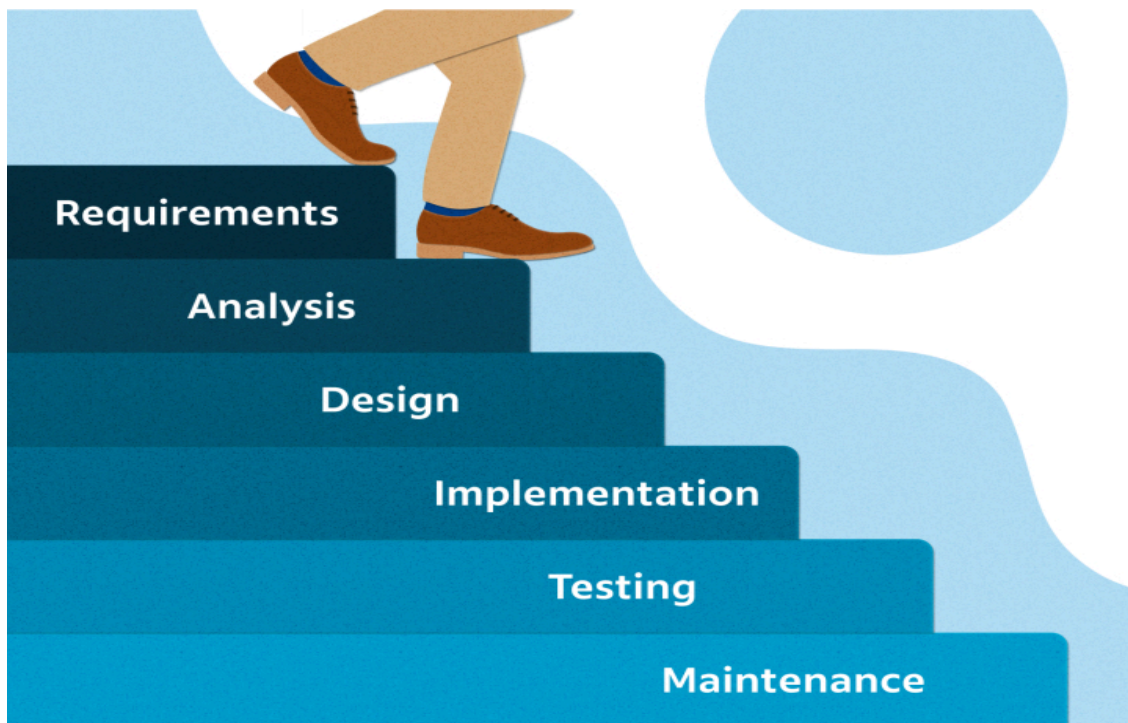 Requirements
Analysis
Design
Implementation
Testing
Maintenance